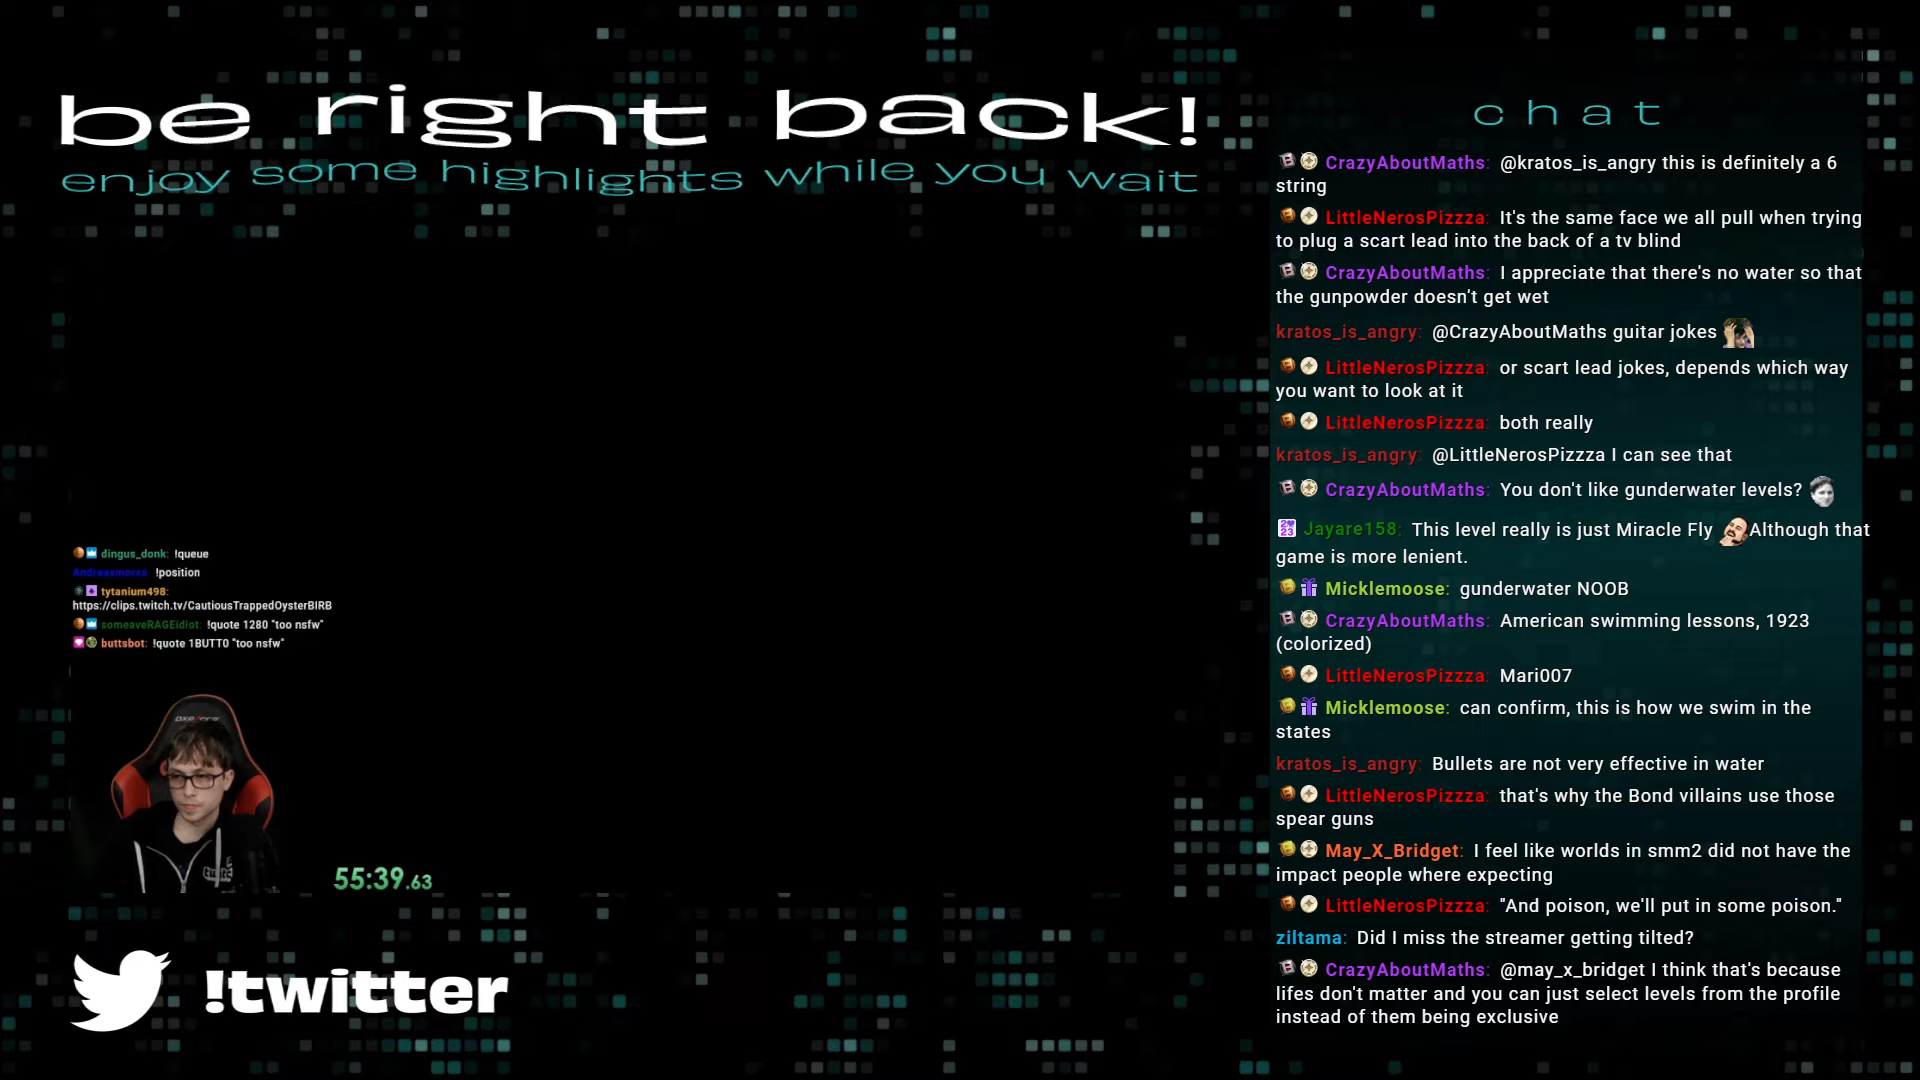 be right back!
enjoy some highlights while you wait
dingus_donk: !queue
Andreasmorxs: !position
tytanium498:
https://clips.twitch.tv/CautiousTrappedOysterBIRB
someaveRAGEidiot: !quote 1280 "too nsfw"
buttsbot: !quote 1BUTT0 "too nsfw"
55:39.63
!twitter
chat
CrazyAboutMaths: @kratos_is_angry this is definitely a 6
string
LittleNerosPizzza: It's the same face we all pull when trying
to plug a scart lead into the back of a tv blind
CrazyAboutMaths: I appreciate that there's no water so that
the gunpowder doesn't get wet
kratos_is_angry: @CrazyAboutMaths guitar jokes
LittleNerosPizzza: or scart lead jokes, depends which way
you want to look at it
LittleNerosPizzza: both really
kratos_is_angry: @LittleNerosPizzza I can see that
CrazyAboutMaths: You don't like gunderwater levels?
Jayare158: This level really is just Miracle Fly Although that
game is more lenient.
Micklemoose: gunderwater NOOB
CrazyAboutMaths: American swimming lessons, 1923
(colorized)
LittleNerosPizzza: Mari007
Micklemoose: can confirm, this is how we swim in the
states
kratos_is_angry: Bullets are not very effective in water
LittleNerosPizzza: that's why the Bond villains use those
spear guns
May_X_Bridget: I feel like worlds in smm2 did not have the
impact people where expecting
LittleNerosPizzza: "And poison, we'll put in some poison."
ziltama: Did I miss the streamer getting tilted?
CrazyAboutMaths: @may_x_bridget I think that's because
lifes don't matter and you can just select levels from the profile
instead of them being exclusive